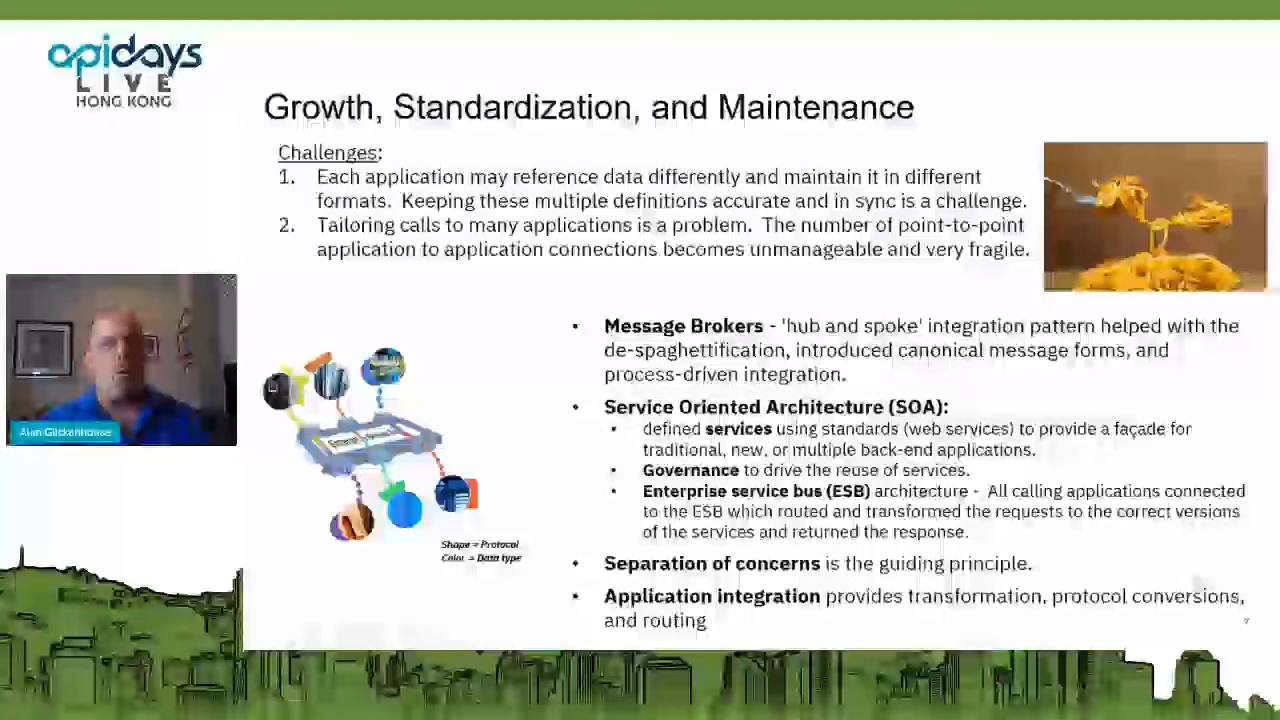 apidays
LIVE
HONG KONG
Growth, Standardization, and Maintenance
Challenges:
1. Each application may reference data differently and maintain it in different
formats. Keeping these multiple definitions accurate and in sync is a challenge.
2. Tailoring calls to many applications is a problem. The number of point-to-point
application to application connections becomes unmanageable and very fragile.
• Message Brokers - 'hub and spoke' integration pattern helped with the
de-spaghettification, introduced canonical message forms, and
process-driven integration.
• Service Oriented Architecture (SOA):
• defined services using standards (web services) to provide a façade for
traditional, new, or multiple back-end applications.
• Governance to drive the reuse of services.
• Enterprise service bus (ESB) architecture - All calling applications connected
to the ESB which routed and transformed the requests to the correct versions
of the services and returned the response.
• Separation of concerns is the guiding principle.
• Application integration provides transformation, protocol conversions,
and routing
Alan Glickenhouse
Shape = Protocol
Color = Data type